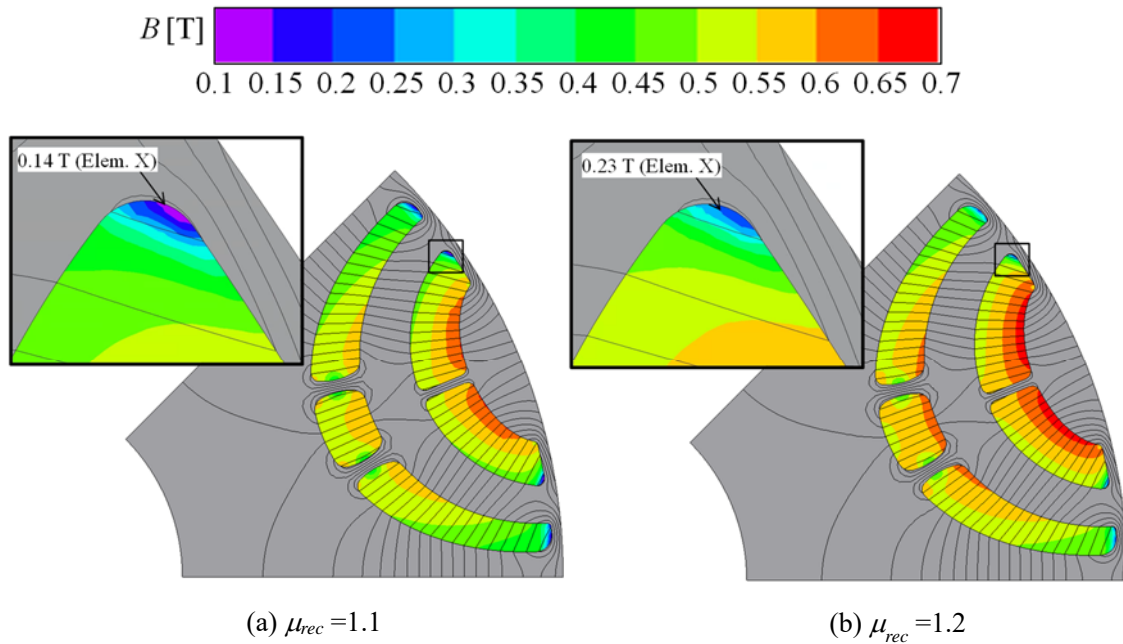 B [T]
0.1 0.15 0.2 0.25 0.3 0.35 0.4 0.45 0.5 0.55 0.6 0.65 0.7
0.14 T (Elem. X)
0.23 T (Elem. X)
(a) μrec =1.1
(b) μrec =1.2